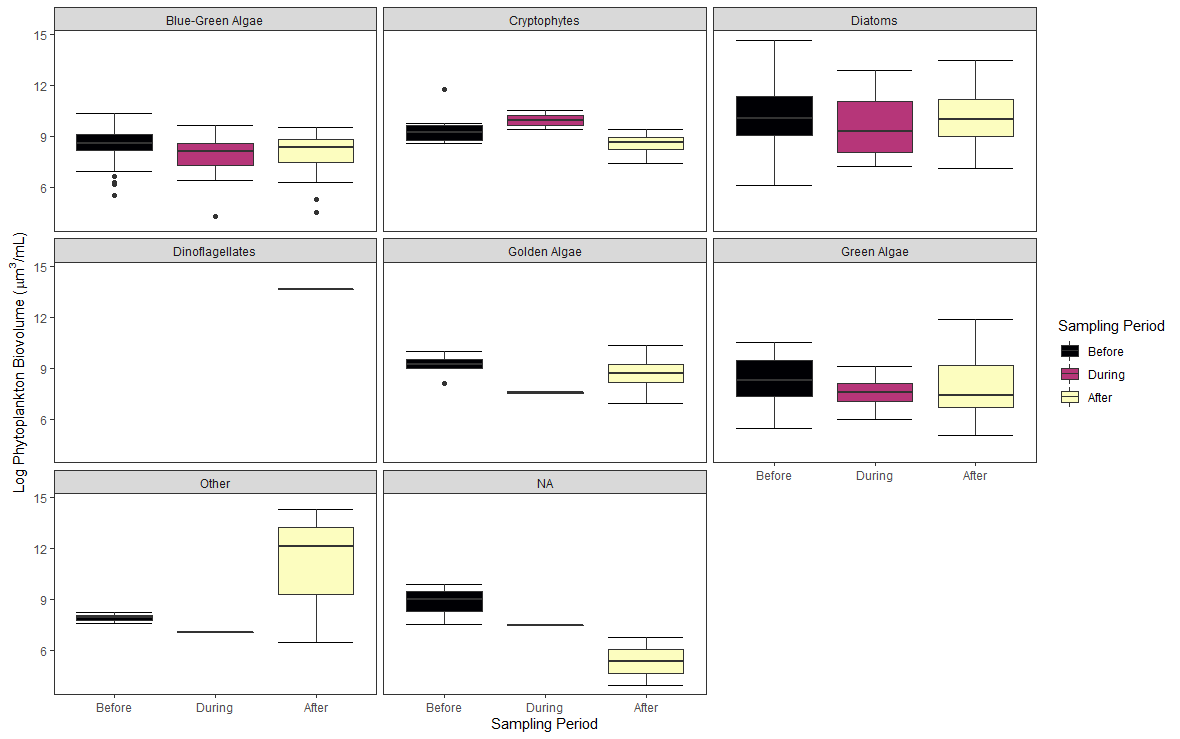 Blue-Green Algae
Cryptophytes
Diatoms
15
12
9
6
Dinoflagellates
Golden Algae
Green Algae
15
12
9
6
Before
During
After
Other
NA
15
12
9
6
Before
During
After
Before
During
After
Sampling Period
Log Phytoplankton Biovolume (μm³/mL)
Sampling Period
Before
During
After